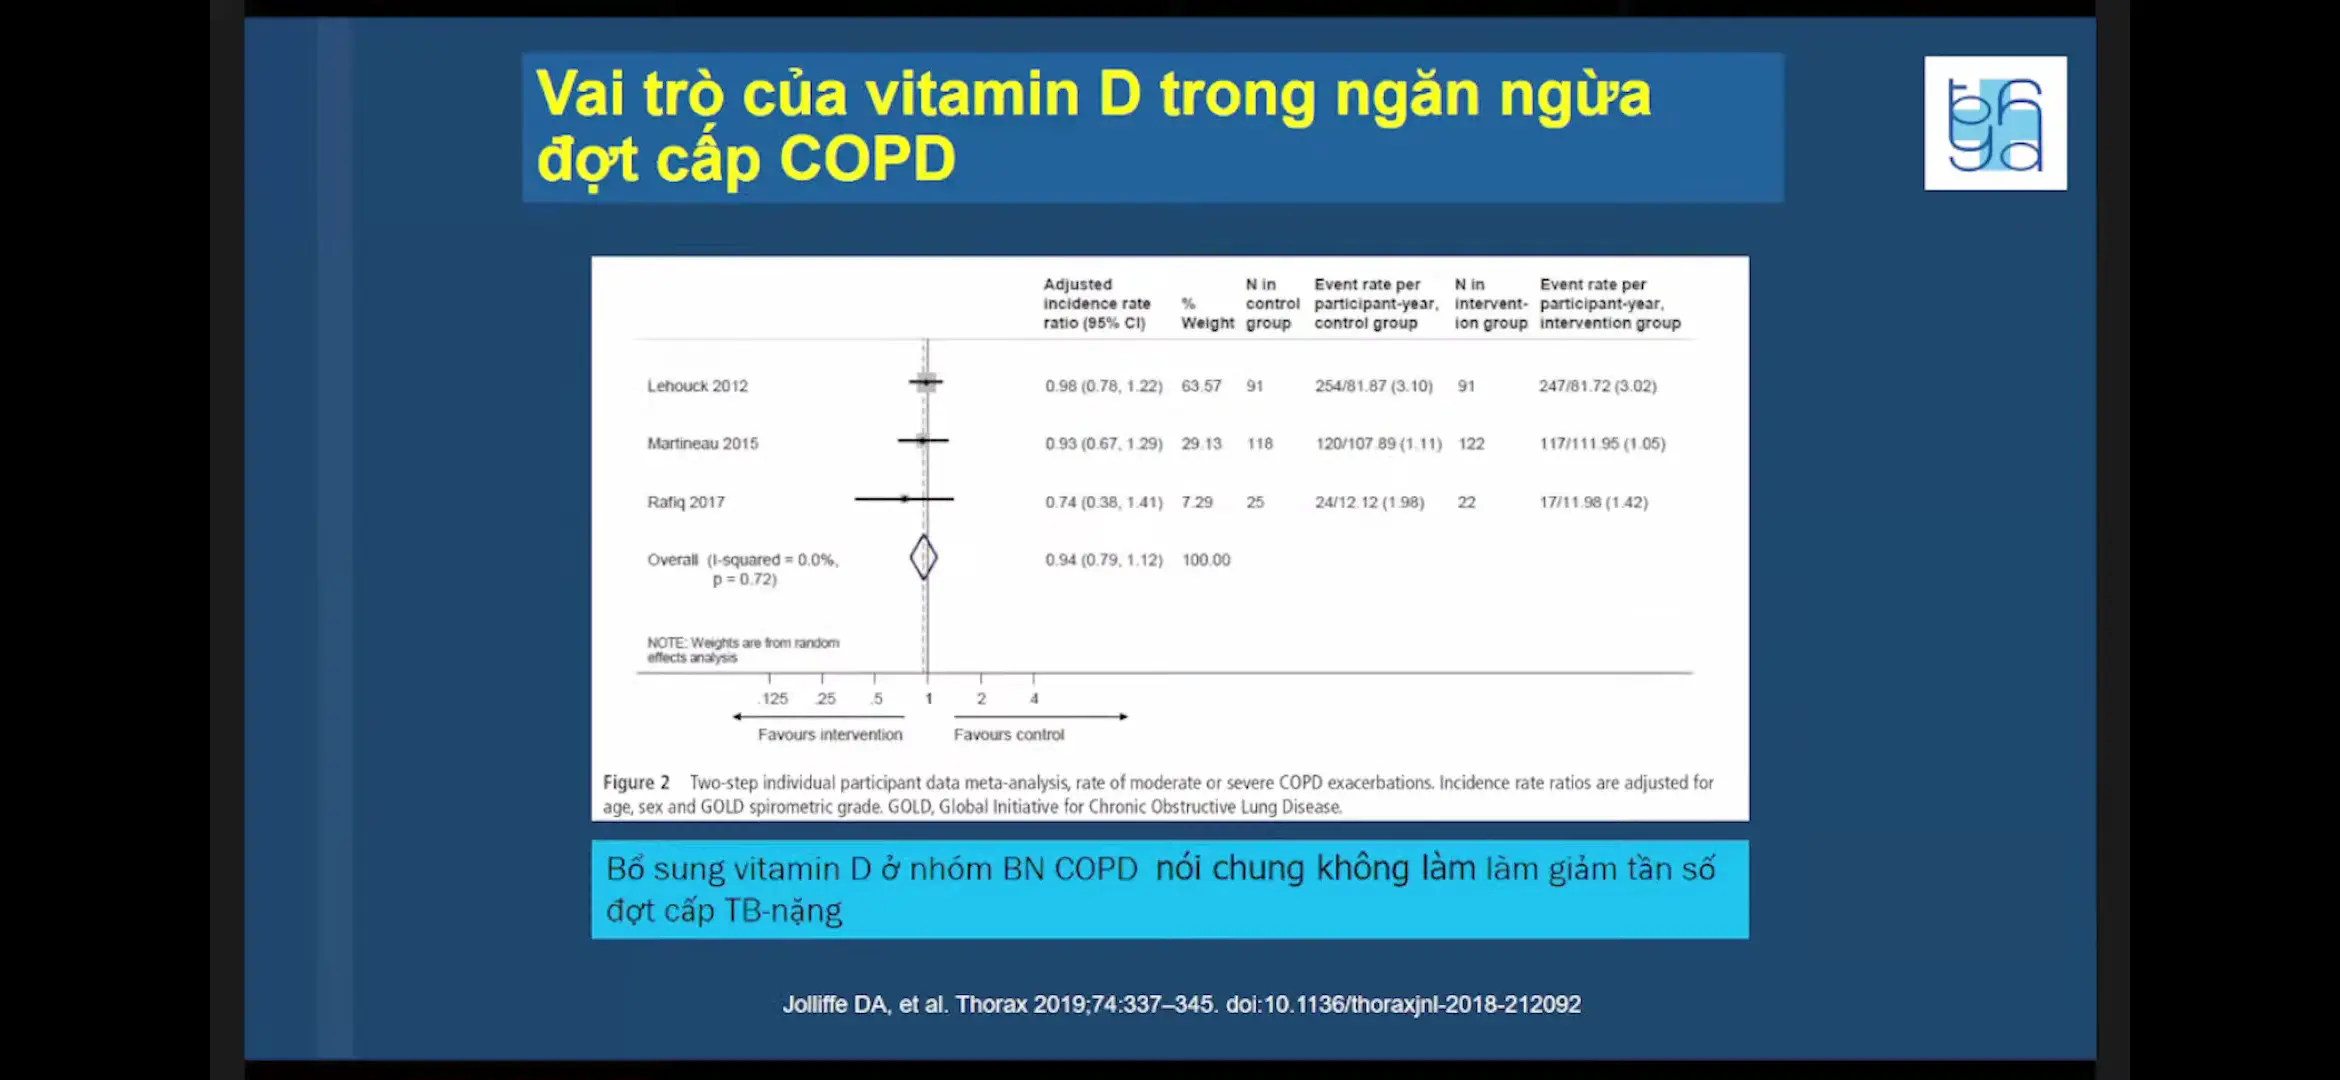 Vai trò của vitamin D trong ngăn ngừa
đợt cấp COPD
Adjusted incidence rate ratio (95% CI) % Weight N in control group Event rate per participant-year, control group N in intervent-ion group Event rate per participant-year, intervention group
Lehouck 2012 0.98 (0.78, 1.22) 63.57 91 254/81.87 (3.10) 91 247/81.72 (3.02)
Martineau 2015 0.93 (0.67, 1.29) 29.13 118 120/107.89 (1.11) 122 117/111.95 (1.05)
Rafiq 2017 0.74 (0.38, 1.41) 7.29 25 24/12.12 (1.98) 22 17/11.98 (1.42)
Overall (I-squared = 0.0%, 0.94 (0.79, 1.12) 100.00
p = 0.72)
NOTE: Weights are from random
effects analysis
.125 .25 .5 1 2 4
Favours intervention Favours control
Figure 2 Two-step individual participant data meta-analysis, rate of moderate or severe COPD exacerbations. Incidence rate ratios are adjusted for
age, sex and GOLD spirometric grade. GOLD, Global Initiative for Chronic Obstructive Lung Disease.
Bổ sung vitamin D ở nhóm BN COPD nói chung không làm làm giảm tần số
đợt cấp TB-nặng
Jolliffe DA, et al. Thorax 2019;74:337–345. doi:10.1136/thoraxjnl-2018-212092